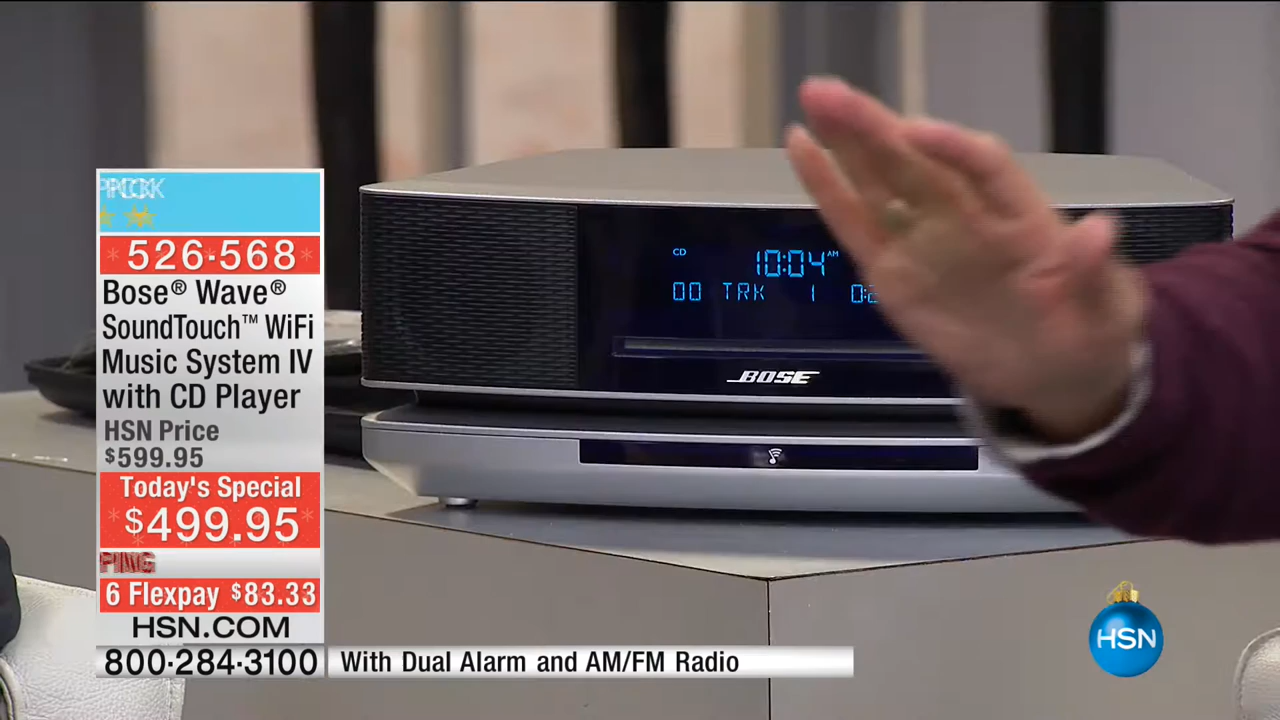 526·568
Bose® Wave®
SoundTouch™ WiFi
Music System IV
with CD Player
HSN Price
$599.95
Today's Special
$499.95
PING
6 Flexpay $83.33
HSN.COM
800·284·3100
With Dual Alarm and AM/FM Radio
CD
10:04 AM
00 TRK 1
BOSE
HSN